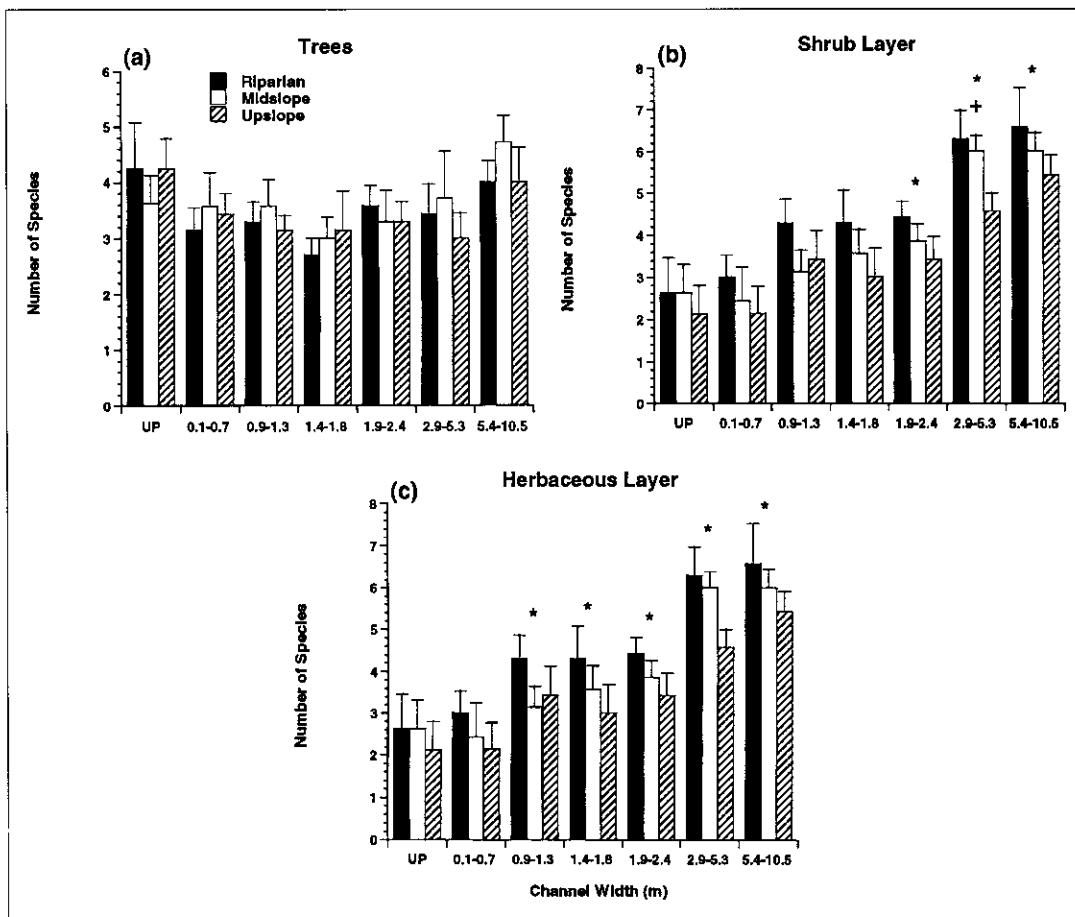 (a)
Trees
Riparian
Midslope
Upslope
Number of Species
6
5
4
3
2
1
0
UP 0.1-0.7 0.9-1.3 1.4-1.8 1.9-2.4 2.9-5.3 5.4-10.5
(b)
Shrub Layer
* + * *
Number of Species
8
7
6
5
4
3
2
1
0
UP 0.1-0.7 0.9-1.3 1.4-1.8 1.9-2.4 2.9-5.3 5.4-10.5
(c)
Herbaceous Layer
* * * * *
Number of Species
8
7
6
5
4
3
2
1
0
UP 0.1-0.7 0.9-1.3 1.4-1.8 1.9-2.4 2.9-5.3 5.4-10.5
Channel Width (m)